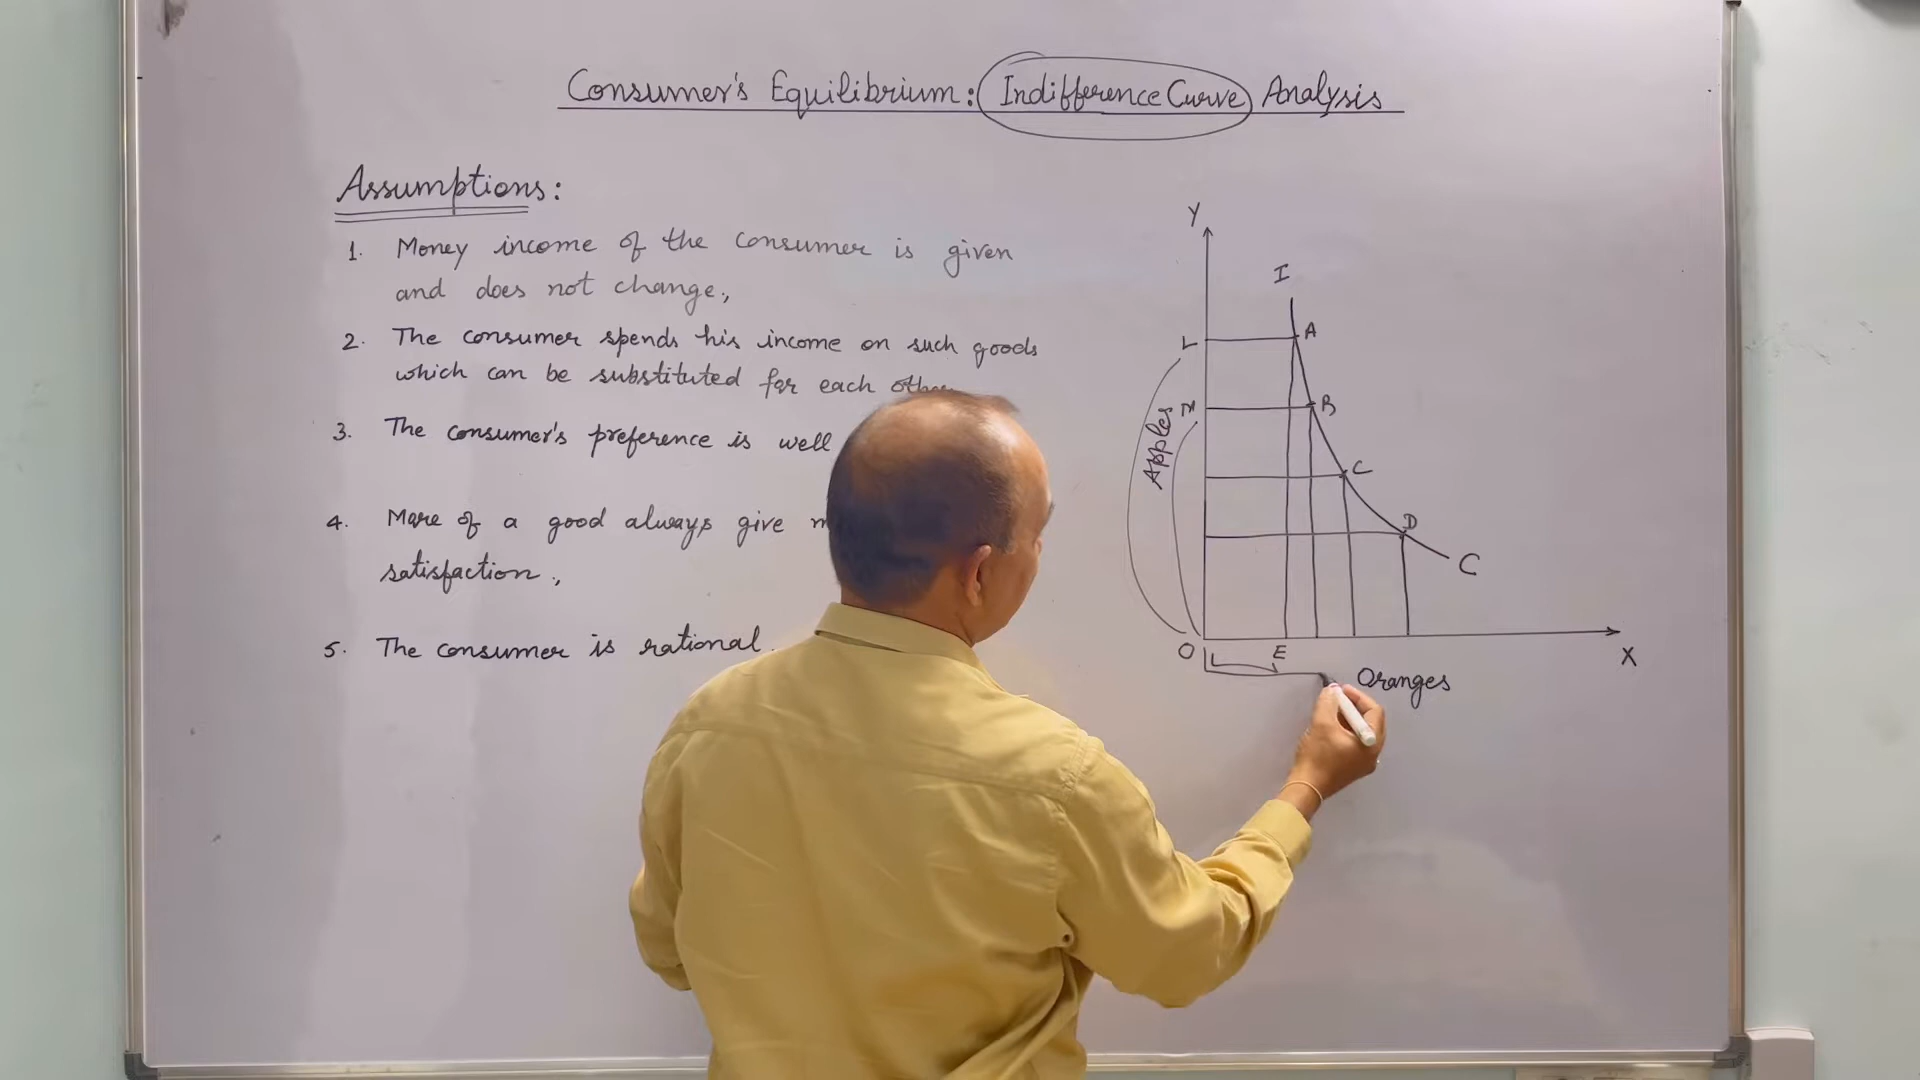 Consumer's Equilibrium: Indifference Curve Analysis
Assumptions:
1. Money income of the consumer is given
and does not change.,
2. The consumer spends his income on such goods
which can be substituted for each other
3. The consumer's preference is well
4. More of a good always give
satisfaction.,
5. The consumer is rational.
Y
I
L
A
B
Apples
C
D
C
O
E
X
Oranges